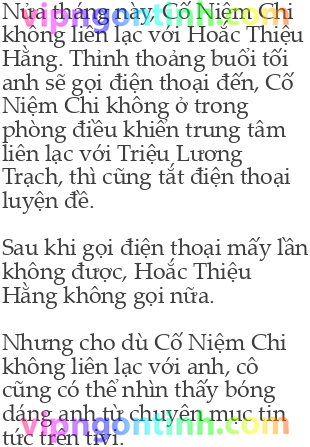 Nửa tháng này, Cố Niệm Chi
không liên lạc với Hoắc Thiệu
Hằng. Thinh thoảng buổi tối
anh sẽ gọi điện thoại đến, Cố
Niệm Chi không ở trong
phòng điều khiển trung tâm
liên lạc với Triệu Lương
Trạch, thì cũng tắt điện thoại
luyện đề.
Sau khi gọi điện thoại mấy lần
không được, Hoắc Thiệu
Hằng không gọi nữa.
Nhưng cho dù Cố Niệm Chi
không liên lạc với anh, cô
cũng có thể nhìn thấy bóng
dáng anh từ chuyên mục tin
tức trên tivi.
vipngontinh.com
vipngontinh.com